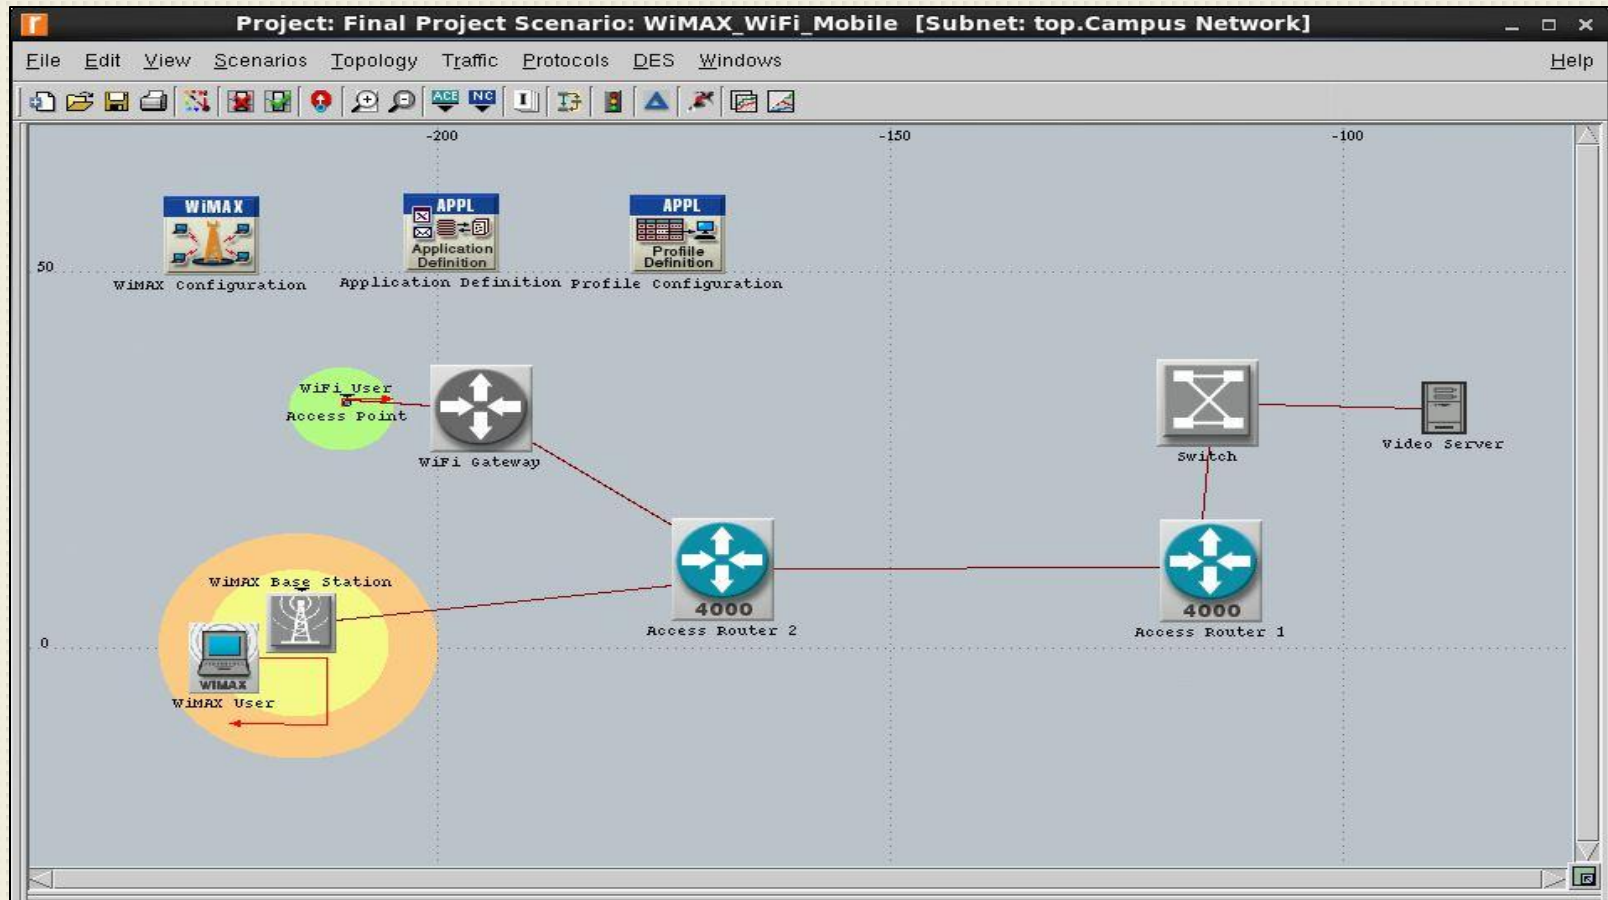 Project: Final Project Scenario: WiMAX_WiFi_Mobile [Subnet: top.Campus Network]
File Edit View Scenarios Topology Traffic Protocols DES Windows Help
ACE NC
-200 -150 -100
WiMAX
APPL
Application
Definition
APPL
Profiile
Definition
50
WiMAX Configuration Application Definition Profile Configuration
WiFi_User
Access Point
WiFi Gateway
Switch
Video Server
WiMAX Base Station
4000
Access Router 2
4000
Access Router 1
0
WIMAX
WiMAX User